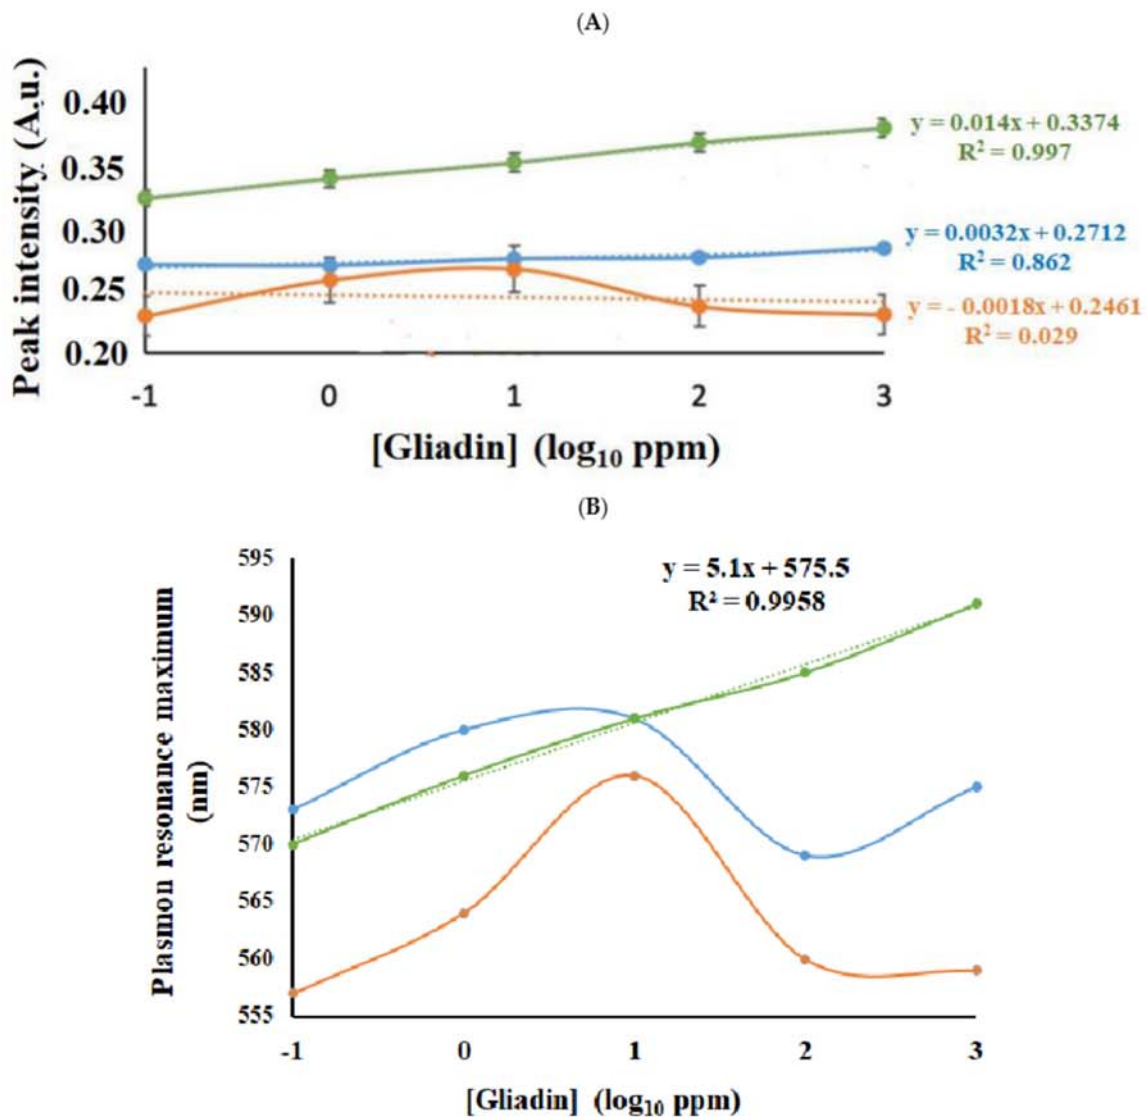 (A)
Peak intensity (A.u.)
0.40
0.35
0.30
0.25
0.20
y = 0.014x + 0.3374
R² = 0.997
y = 0.0032x + 0.2712
R² = 0.862
y = - 0.0018x + 0.2461
R² = 0.029
-1 0 1 2 3
[Gliadin] (log₁₀ ppm)
(B)
Plasmon resonance maximum
(nm)
595
590
585
580
575
570
565
560
555
y = 5.1x + 575.5
R² = 0.9958
-1 0 1 2 3
[Gliadin] (log₁₀ ppm)